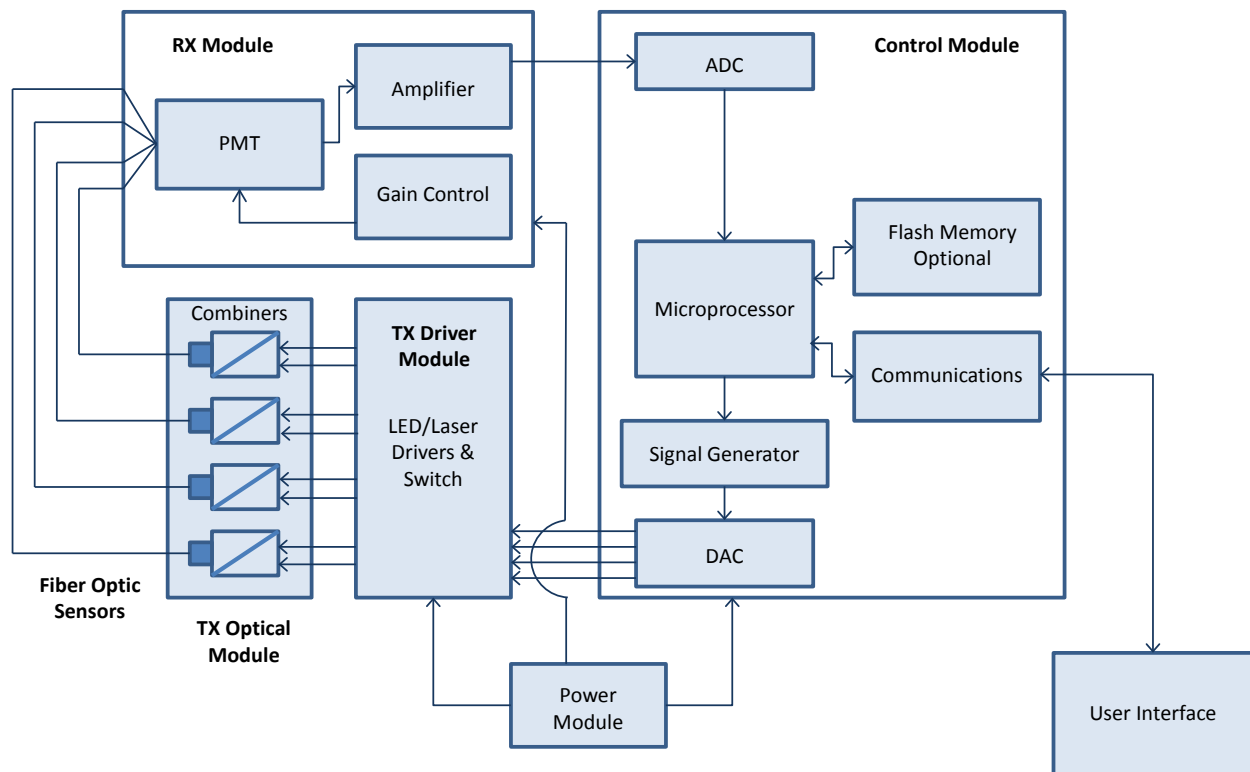 RX Module
Amplifier
PMT
Gain Control
Control Module
ADC
Flash Memory
Optional
Microprocessor
Communications
Signal Generator
DAC
Combiners
TX Driver
Module
LED/Laser
Drivers &
Switch
Fiber Optic
Sensors
TX Optical
Module
Power
Module
User Interface